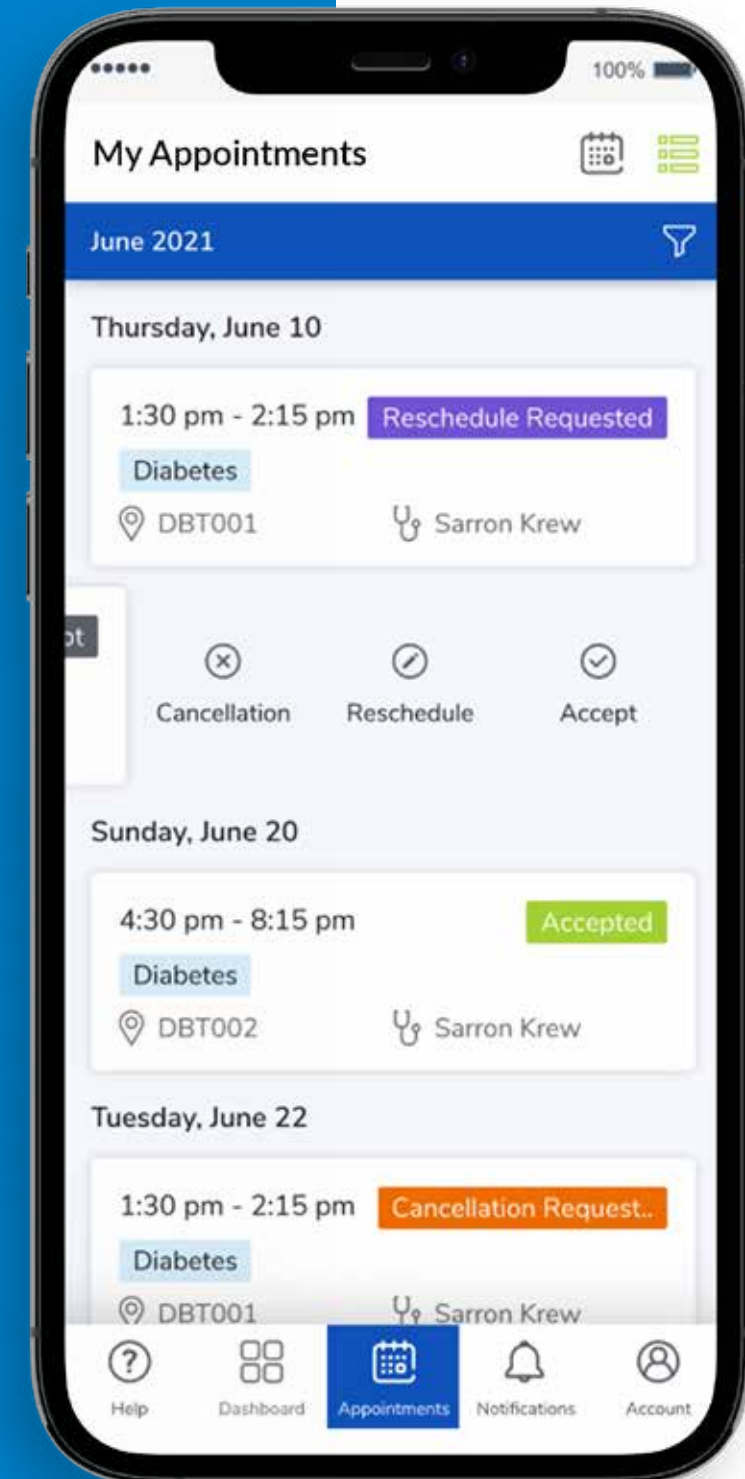 100%
My Appointments
June 2021
Thursday, June 10
1:30 pm - 2:15 pm Reschedule Requested
Diabetes
DBT001 Sarron Krew
ot
Cancellation Reschedule Accept
Sunday, June 20
4:30 pm - 8:15 pm Accepted
Diabetes
DBT002 Sarron Krew
Tuesday, June 22
1:30 pm - 2:15 pm Cancellation Request..
Diabetes
DBT001 Sarron Krew
Help Dashboard Appointments Notifications Account